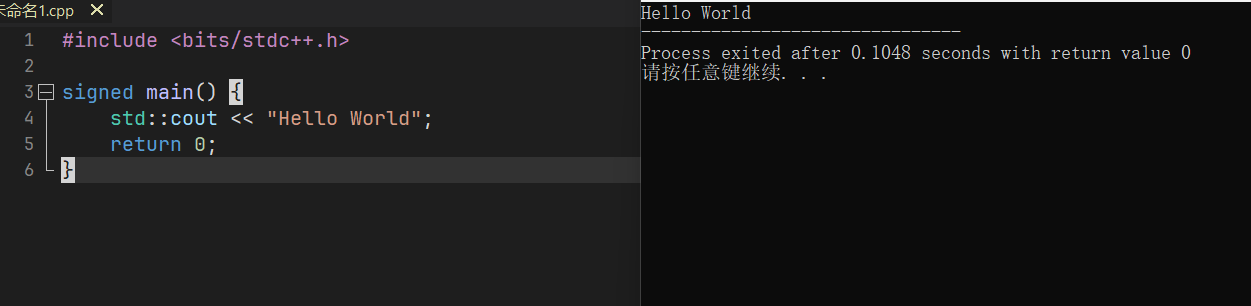 未命名1.cpp
1 #include <bits/stdc++.h>
2
3 signed main() {
4     std::cout << "Hello World";
5     return 0;
6 }
Hello World
--------------------------------
Process exited after 0.1048 seconds with return value 0
请按任意键继续. . .